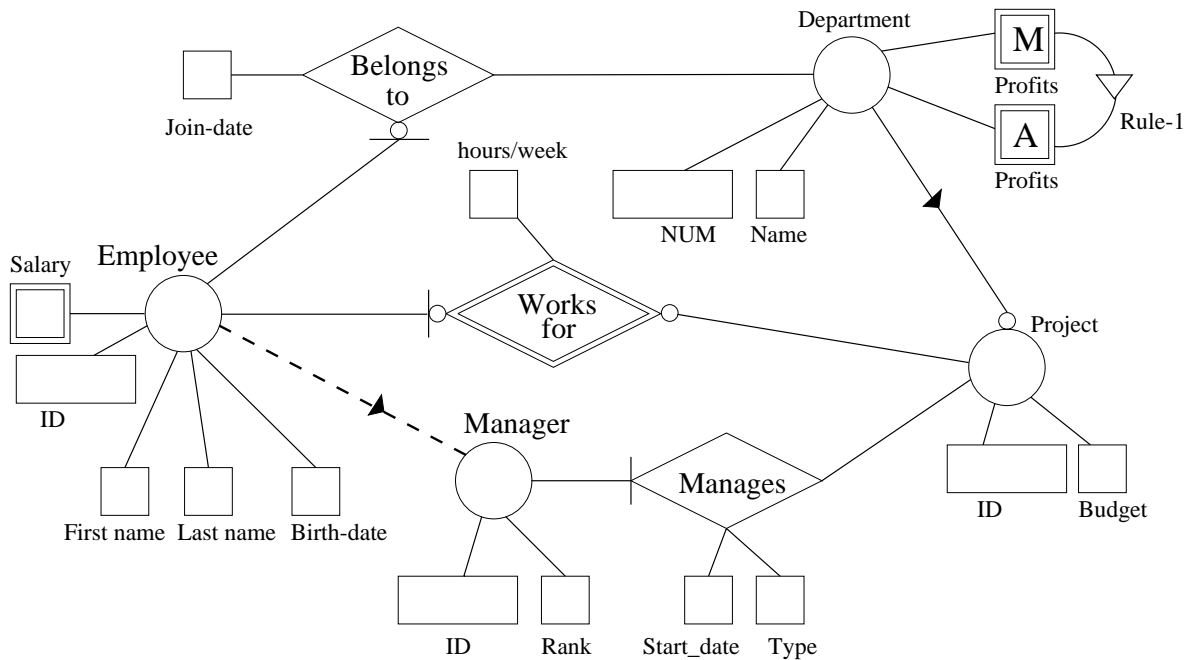 Department
M
Profits
Belongs
to
Join-date
A
Profits
Rule-1
hours/week
NUM
Name
Employee
Salary
Works
for
Project
ID
Manager
Manages
First name
Last name
Birth-date
ID
Budget
ID
Rank
Start_date
Type